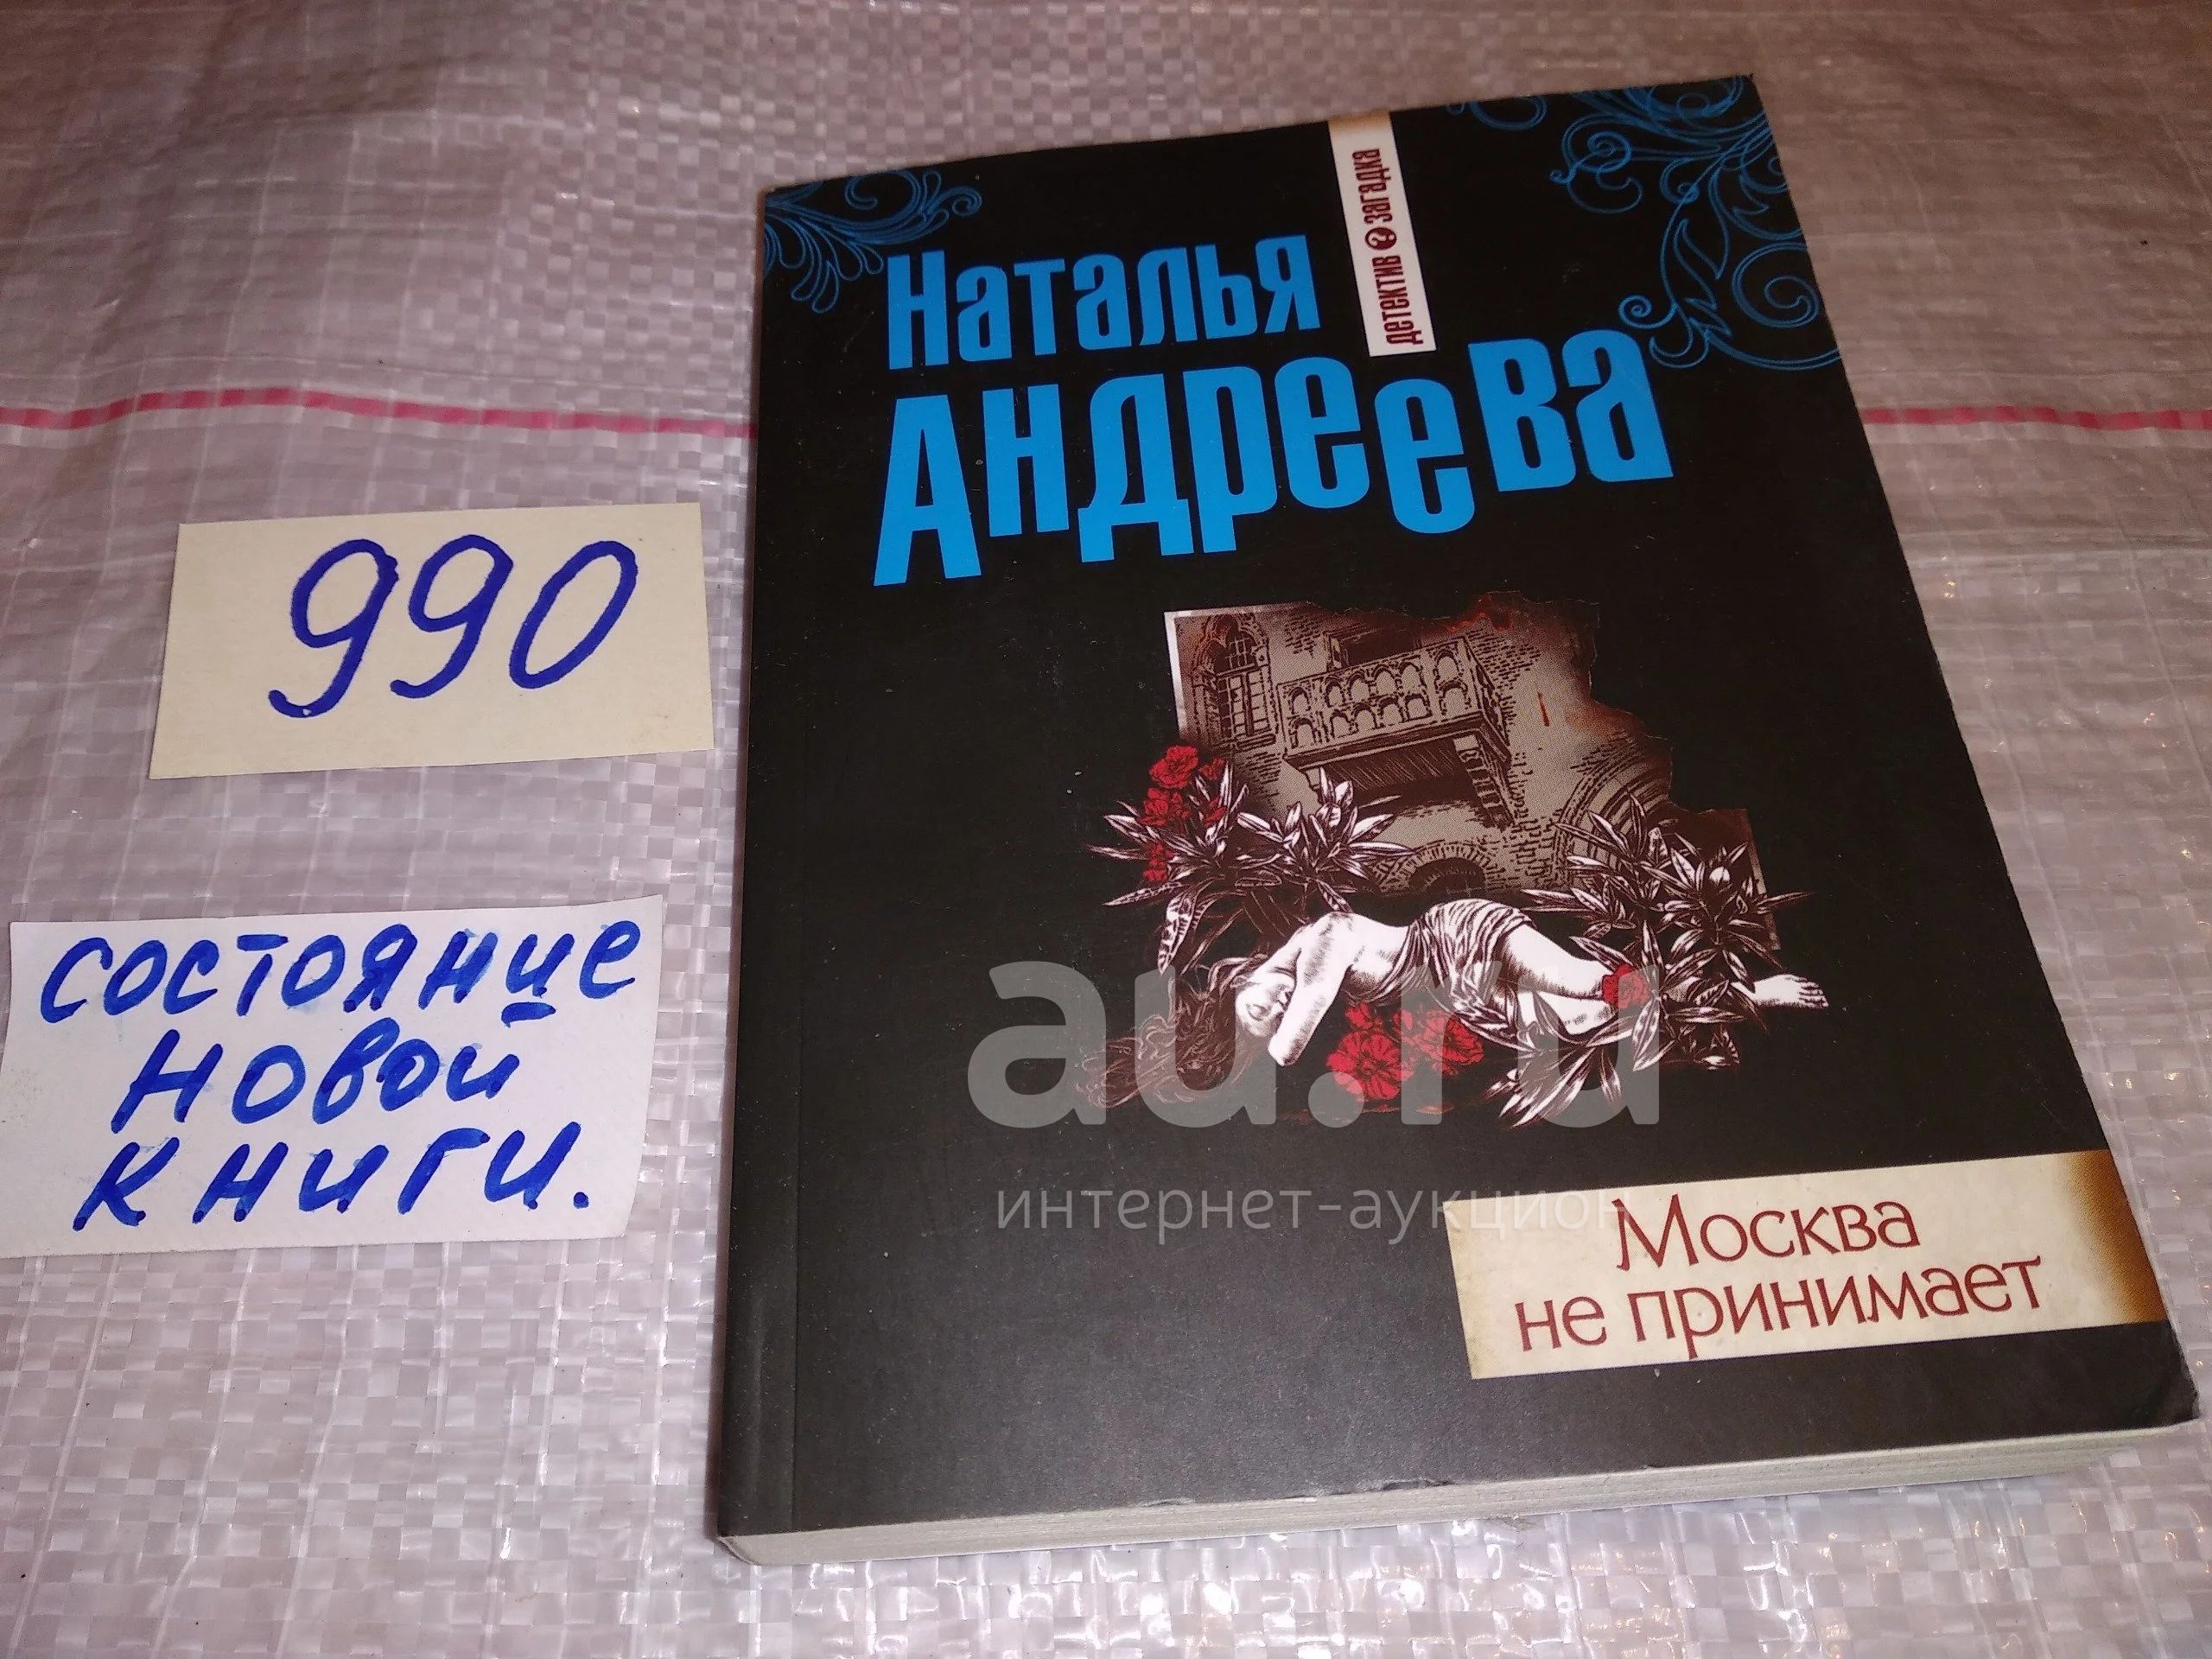 Наталья
Андреева
детектив ? загадка
990
состояние
новой
книги.
au.ru
интернет-аукцион
Москва
не принимает